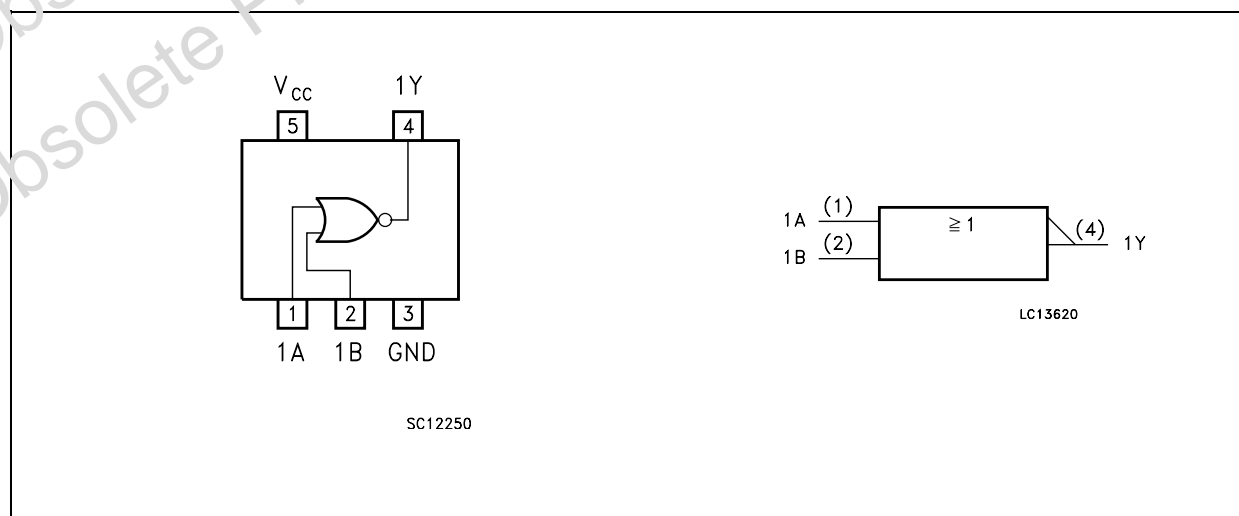 Obsolete P
V CC 1Y
5 4
1 2 3
1A 1B GND
SC12250
1A (1)
≧ 1
(4) 1Y
1B (2)
LC13620